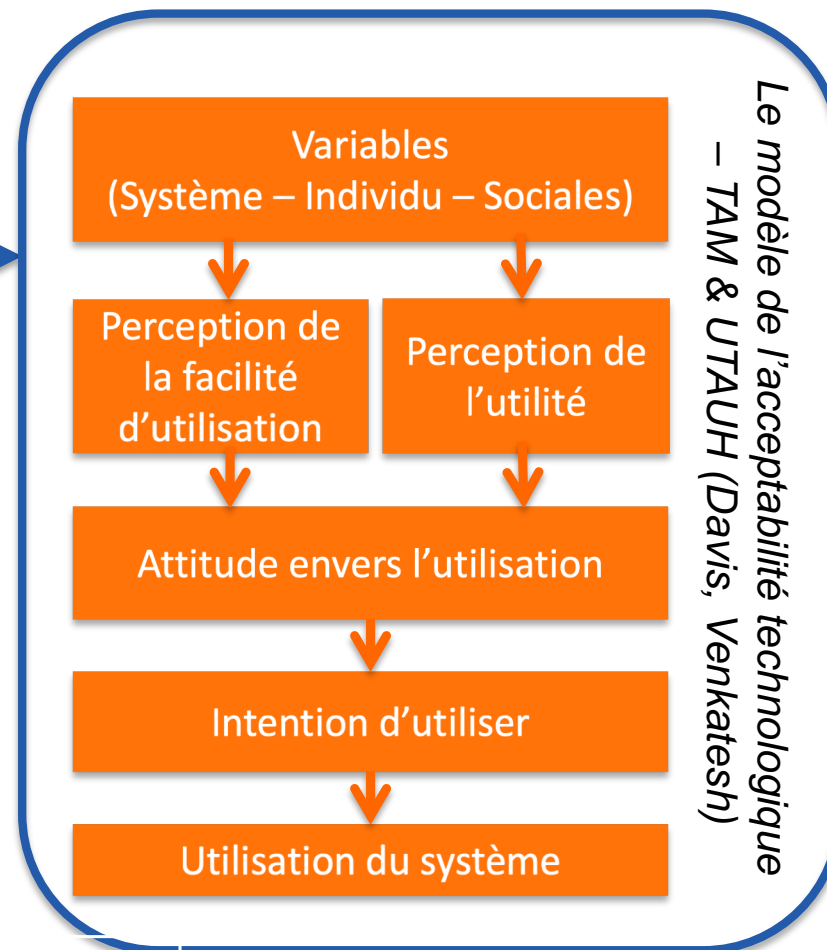 Variables
(Système – Individu – Sociales)
Perception de
la facilité
d’utilisation
Perception de
l’utilité
Attitude envers l’utilisation
Intention d’utiliser
Utilisation du système
Le modèle de l’acceptabilité technologique
– TAM & UTAUH (Davis, Venkatesh)